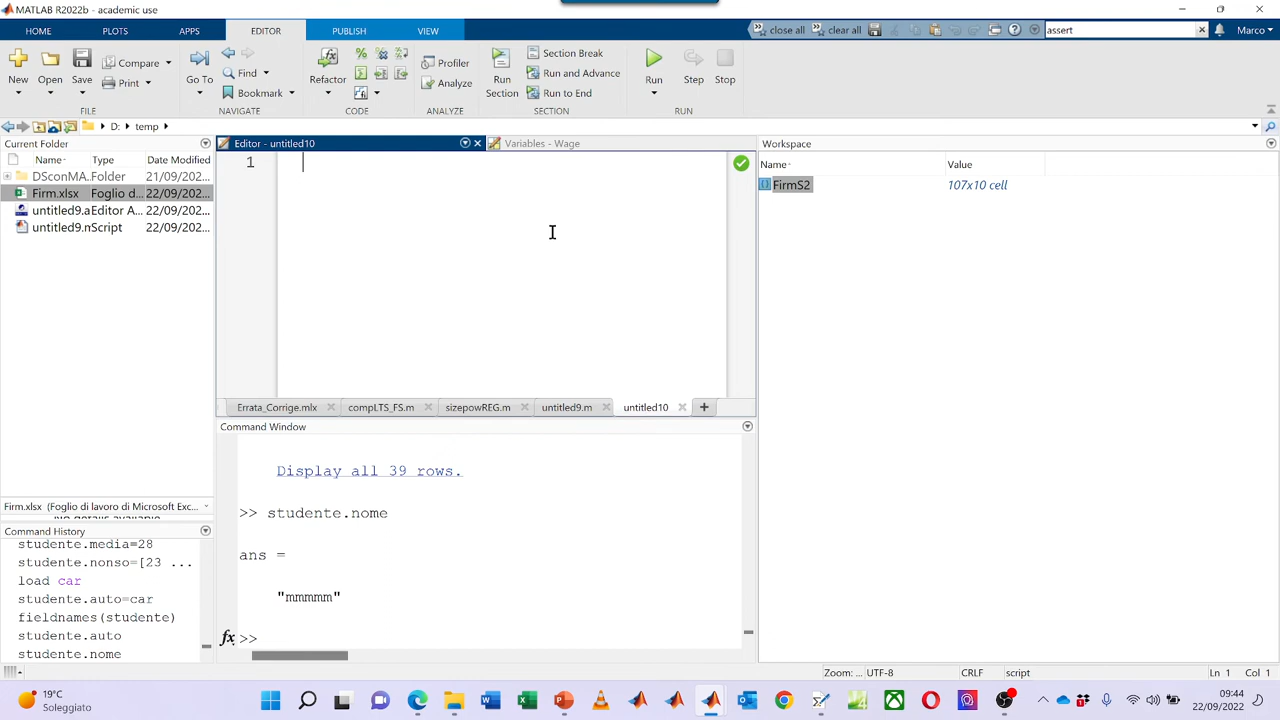 MATLAB R2022b - academic use
HOME PLOTS APPS EDITOR PUBLISH VIEW close all clear all assert Marco
New Open Save Compare Print FILE
Go To Find Bookmark NAVIGATE
Refactor CODE
Profiler Analyze ANALYZE
Run Section Section Break Run and Advance Run to End SECTION
Run Step Stop RUN
D: temp
Current Folder
Name Type Date Modified
DSconMA... Folder 21/09/202...
Firm.xlsx Foglio d... 22/09/202...
untitled9.a Editor A... 22/09/202...
untitled9.m Script 22/09/202...
Firm.xlsx (Foglio di lavoro di Microsoft Exc...
Command History
studente.media=28
studente.nonso=[23 ...
load car
studente.auto=car
fieldnames(studente)
studente.auto
studente.nome
Editor - untitled10 Variables - Wage
1
Errata_Corrige.mlx compLTS_FS.m sizepowREG.m untitled9.m untitled10 +
Command Window
Display all 39 rows.
>> studente.nome
ans =
"mmmmm"
fx >>
Workspace
Name Value
FirmS2 107x10 cell
Zoom: ... UTF-8 CRLF script Ln 1 Col 1
19°C
Soleggiato
09:44
22/09/2022